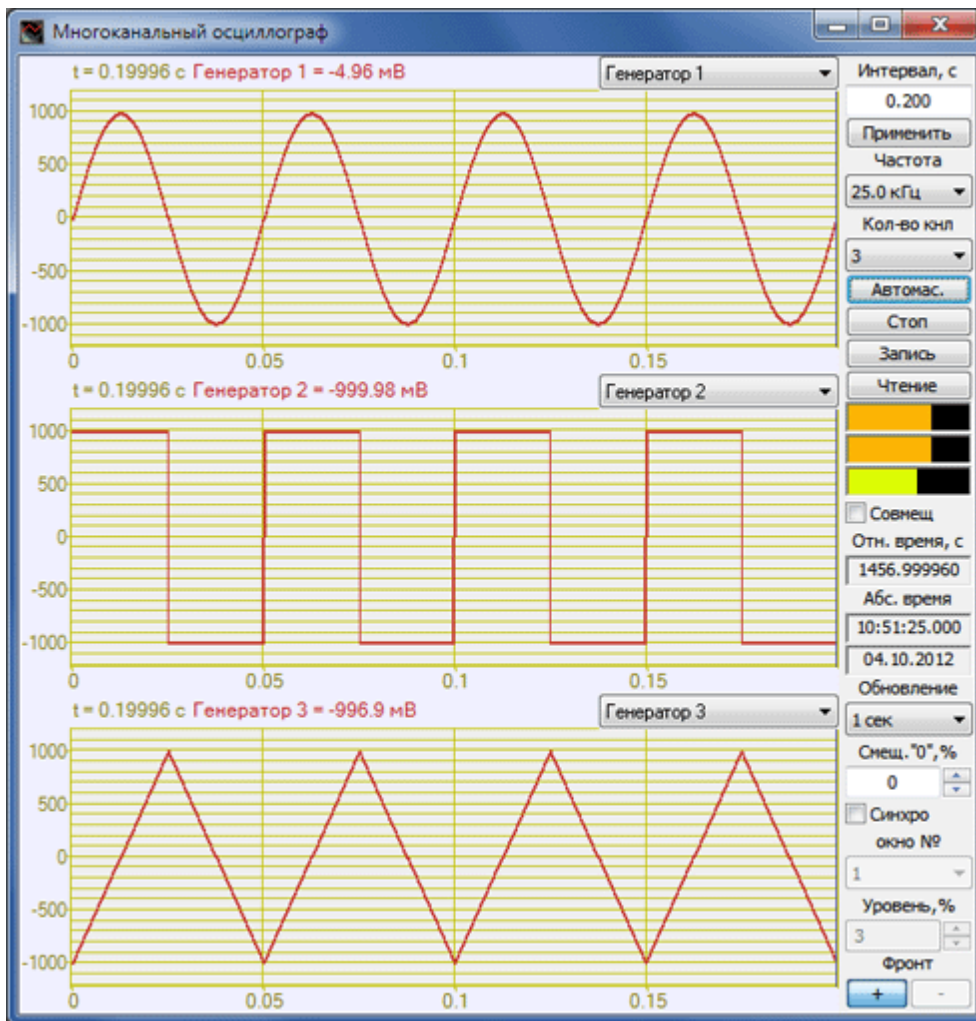 Многоканальный осциллограф
t = 0.19996 с Генератор 1 = -4.96 мВ
Генератор 1
1000
500
0
-500
-1000
0 0.05 0.1 0.15
t = 0.19996 с Генератор 2 = -999.98 мВ
Генератор 2
1000
500
0
-500
-1000
0 0.05 0.1 0.15
t = 0.19996 с Генератор 3 = -996.9 мВ
Генератор 3
1000
500
0
-500
-1000
0 0.05 0.1 0.15
Интервал, с
0.200
Применить
Частота
25.0 кГц
Кол-во кнл
3
Автомас.
Стоп
Запись
Чтение
Совмещ
Отн. время, с
1456.999960
Абс. время
10:51:25.000
04.10.2012
Обновление
1 сек
Смещ."0",%
0
Синхро
окно №
1
Уровень,%
3
Фронт
+ -